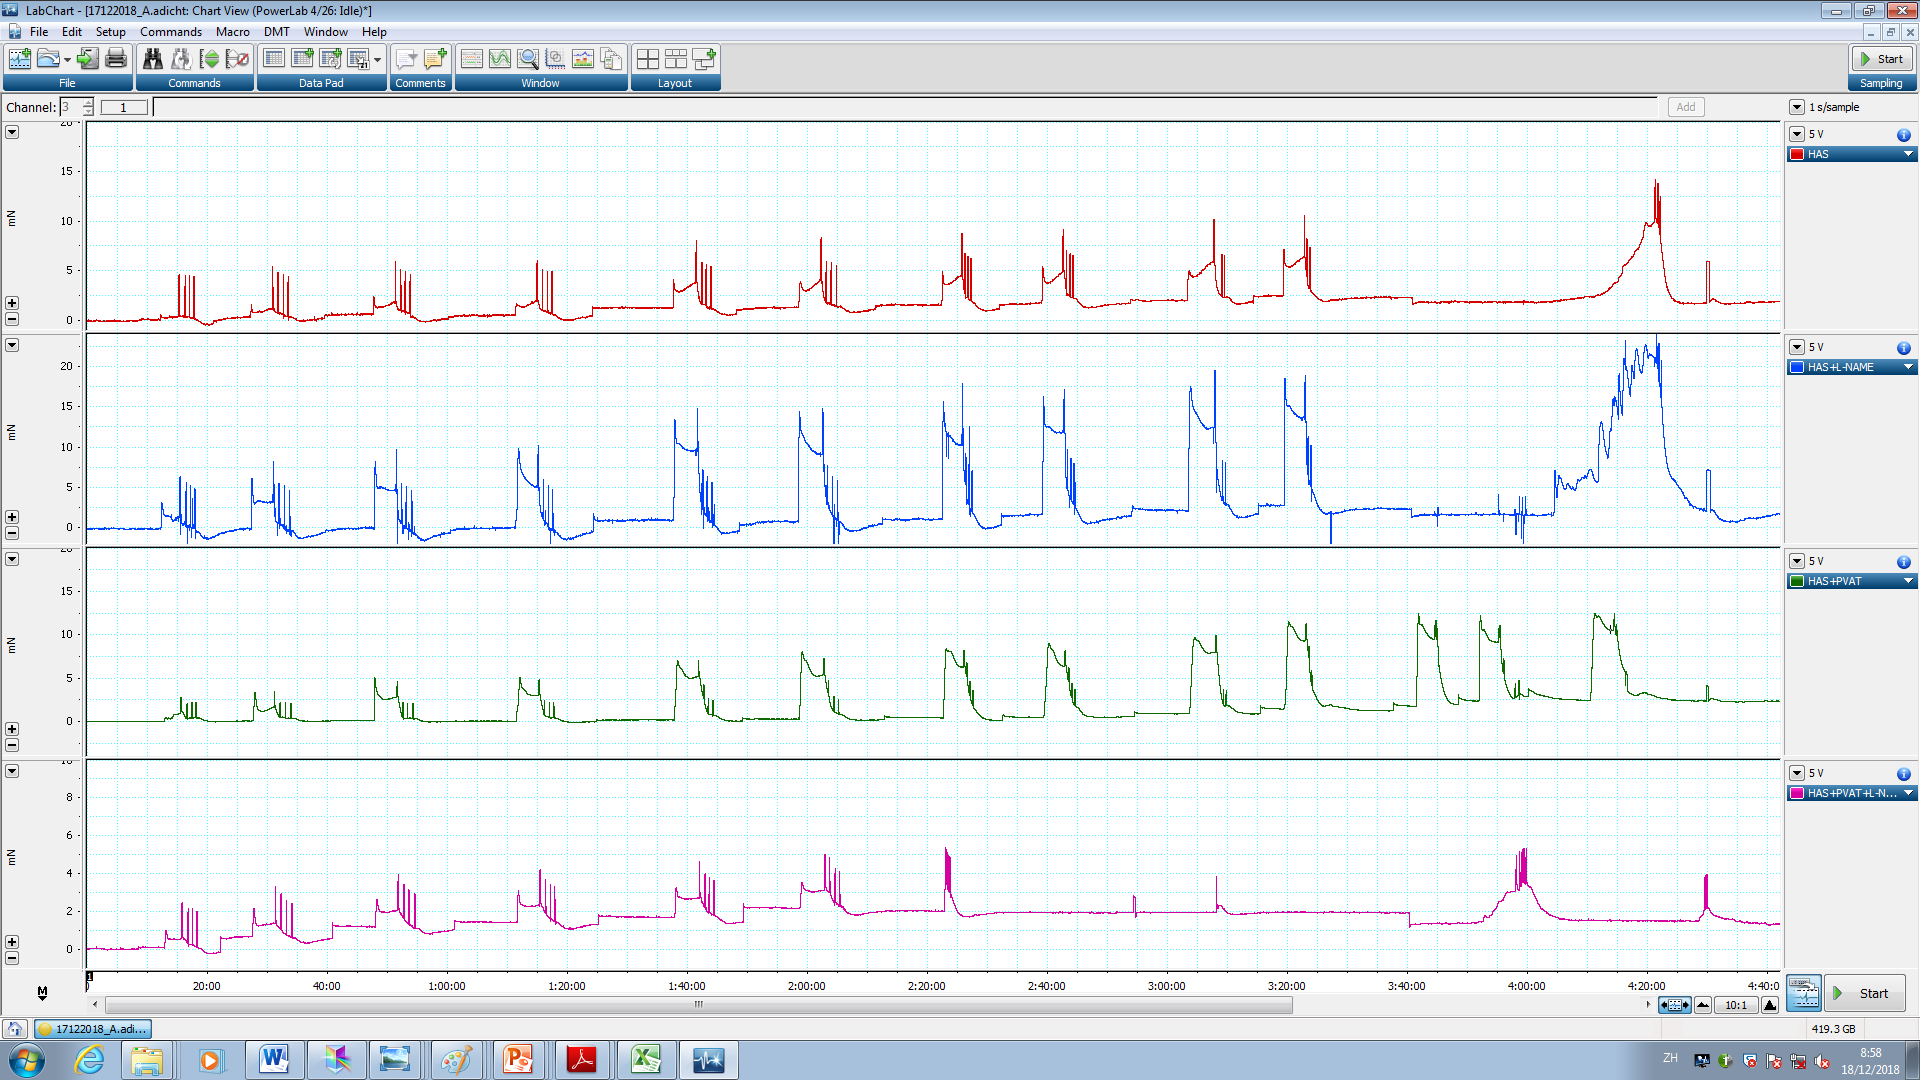 LabChart - [17122018_A.adicht: Chart View (PowerLab 4/26: Idle)*]
File Edit Setup Commands Macro DMT Window Help
Start
File Commands Data Pad Comments Window Layout Sampling
Channel: 3 1 Add 1 s/sample
20
15
10
5
0
mN
5 V
HAS
20
15
10
5
0
mN
5 V
HAS+L-NAME
20
15
10
5
0
mN
5 V
HAS+PVAT
10
8
6
4
2
0
mN
5 V
HAS+PVAT+L-N...
1
M
0 20:00 40:00 1:00:00 1:20:00 1:40:00 2:00:00 2:20:00 2:40:00 3:00:00 3:20:00 3:40:00 4:00:00 4:20:00 4:40:0
10:1 Start
17122018_A.adi... 419.3 GB
ZH 8:58
18/12/2018